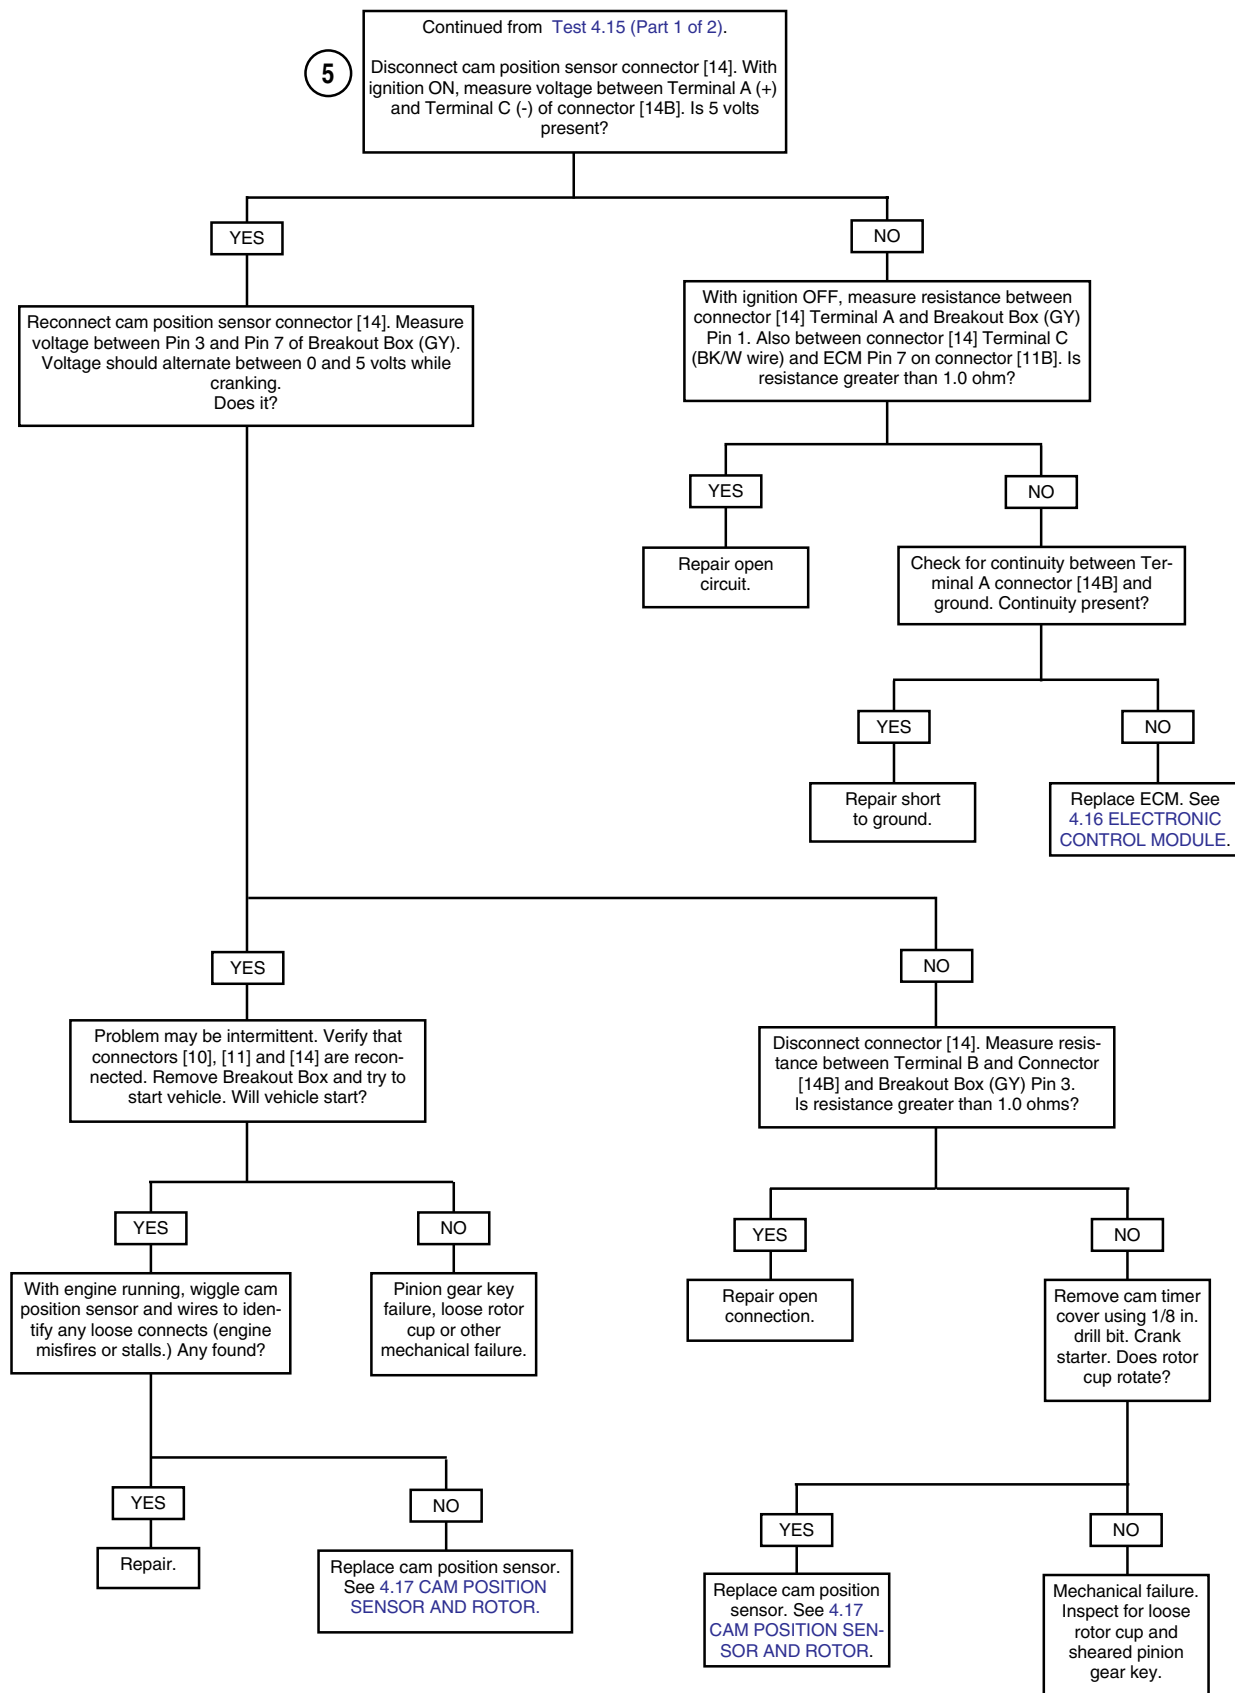 Continued from Test 4.15 (Part 1 of 2).
5
Disconnect cam position sensor connector [14]. With
ignition ON, measure voltage between Terminal A (+)
and Terminal C (-) of connector [14B]. Is 5 volts
present?
YES
NO
Reconnect cam position sensor connector [14]. Measure
voltage between Pin 3 and Pin 7 of Breakout Box (GY).
Voltage should alternate between 0 and 5 volts while
cranking.
Does it?
With ignition OFF, measure resistance between
connector [14] Terminal A and Breakout Box (GY)
Pin 1. Also between connector [14] Terminal C
(BK/W wire) and ECM Pin 7 on connector [11B]. Is
resistance greater than 1.0 ohm?
YES
NO
Repair open
circuit.
Check for continuity between Ter-
minal A connector [14B] and
ground. Continuity present?
YES
NO
Repair short
to ground.
Replace ECM. See
4.16 ELECTRONIC
CONTROL MODULE.
YES
NO
Problem may be intermittent. Verify that
connectors [10], [11] and [14] are recon-
nected. Remove Breakout Box and try to
start vehicle. Will vehicle start?
Disconnect connector [14]. Measure resis-
tance between Terminal B and Connector
[14B] and Breakout Box (GY) Pin 3.
Is resistance greater than 1.0 ohms?
YES
NO
YES
NO
With engine running, wiggle cam
position sensor and wires to iden-
tify any loose connects (engine
misfires or stalls.) Any found?
Pinion gear key
failure, loose rotor
cup or other
mechanical failure.
Repair open
connection.
Remove cam timer
cover using 1/8 in.
drill bit. Crank
starter. Does rotor
cup rotate?
YES
NO
YES
NO
Repair.
Replace cam position sensor.
See 4.17 CAM POSITION
SENSOR AND ROTOR.
Replace cam position
sensor. See 4.17
CAM POSITION SEN-
SOR AND ROTOR.
Mechanical failure.
Inspect for loose
rotor cup and
sheared pinion
gear key.